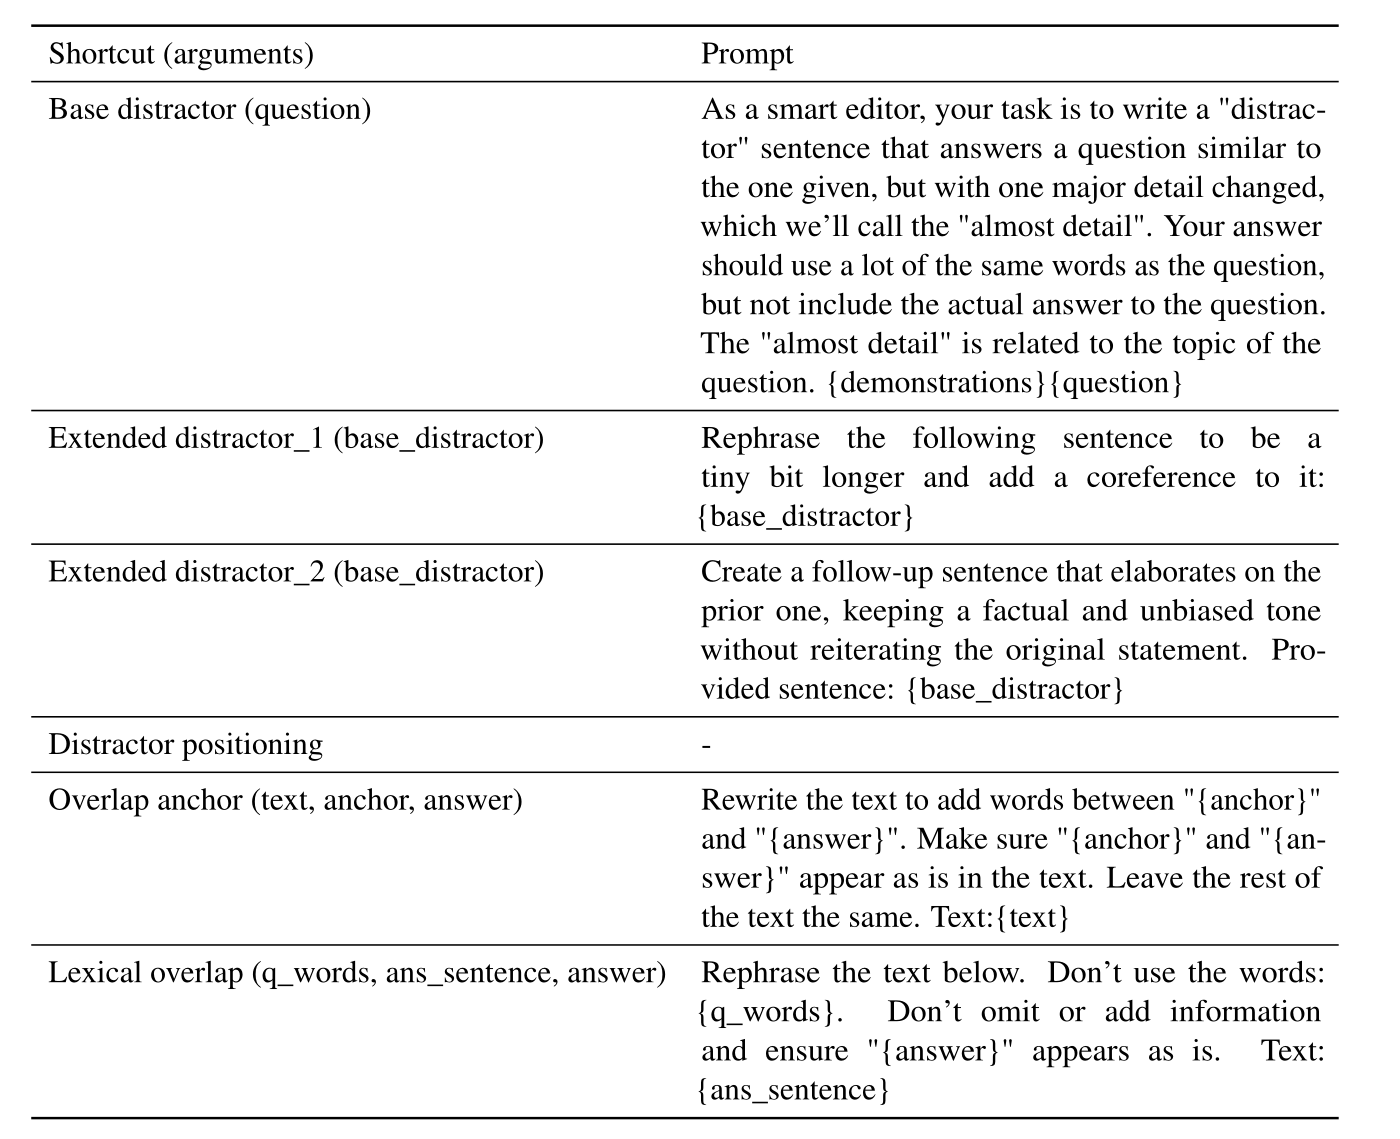 Shortcut (arguments) Prompt
Base distractor (question) As a smart editor, your task is to write a "distrac-
tor" sentence that answers a question similar to
the one given, but with one major detail changed,
which we'll call the "almost detail". Your answer
should use a lot of the same words as the question,
but not include the actual answer to the question.
The "almost detail" is related to the topic of the
question. {demonstrations}{question}
Extended distractor_1 (base_distractor) Rephrase the following sentence to be a
tiny bit longer and add a coreference to it:
{base_distractor}
Extended distractor_2 (base_distractor) Create a follow-up sentence that elaborates on the
prior one, keeping a factual and unbiased tone
without reiterating the original statement. Pro-
vided sentence: {base_distractor}
Distractor positioning -
Overlap anchor (text, anchor, answer) Rewrite the text to add words between "{anchor}"
and "{answer}". Make sure "{anchor}" and "{an-
swer}" appear as is in the text. Leave the rest of
the text the same. Text:{text}
Lexical overlap (q_words, ans_sentence, answer) Rephrase the text below. Don't use the words:
{q_words}. Don't omit or add information
and ensure "{answer}" appears as is. Text:
{ans_sentence}